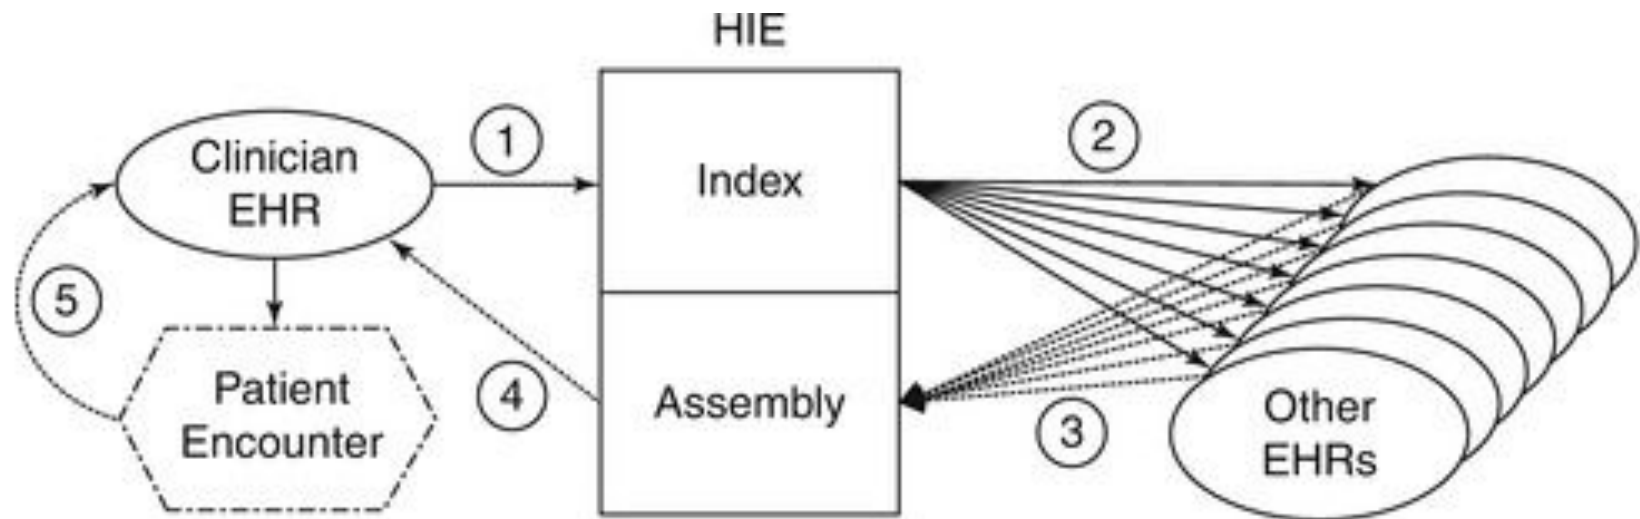 HIE
Clinician
EHR
1
Index
2
5
Patient
Encounter
4
Assembly
3
Other
EHRs